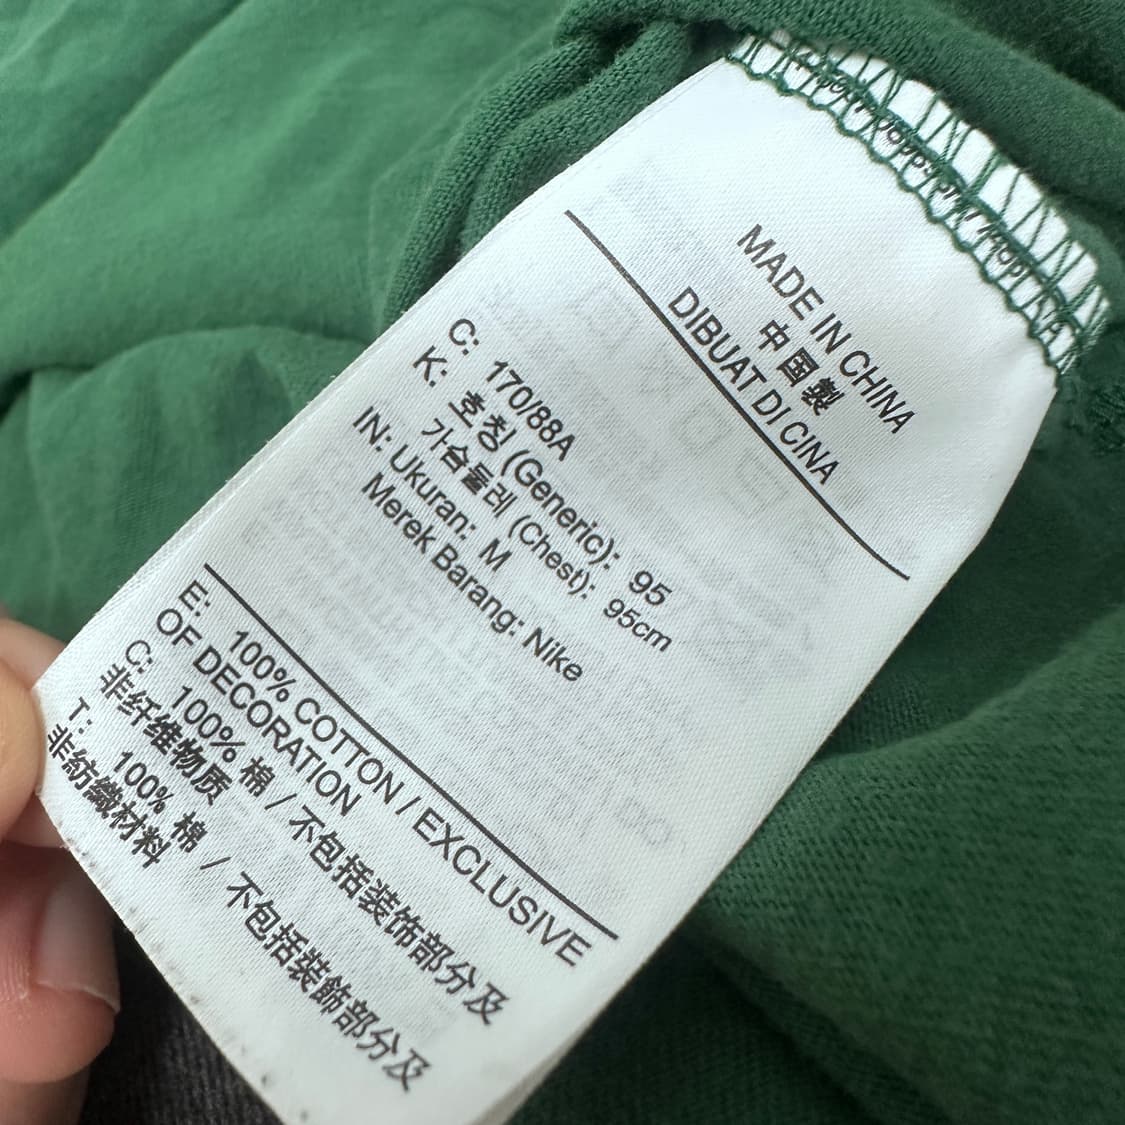 MADE IN CHINA
中国製
DIBUAT DI CINA
C: 170/88A
K: 호칭 (Generic): 95
가슴둘레 (Chest): 95cm
IN: Ukuran: M
Merek Barang: Nike
E: 100% COTTON / EXCLUSIVE
OF DECORATION
C: 100% 棉 / 不包括装饰部分及
非纤维物质
T: 100% 棉 / 不包括裝飾部分及
非紡織材料